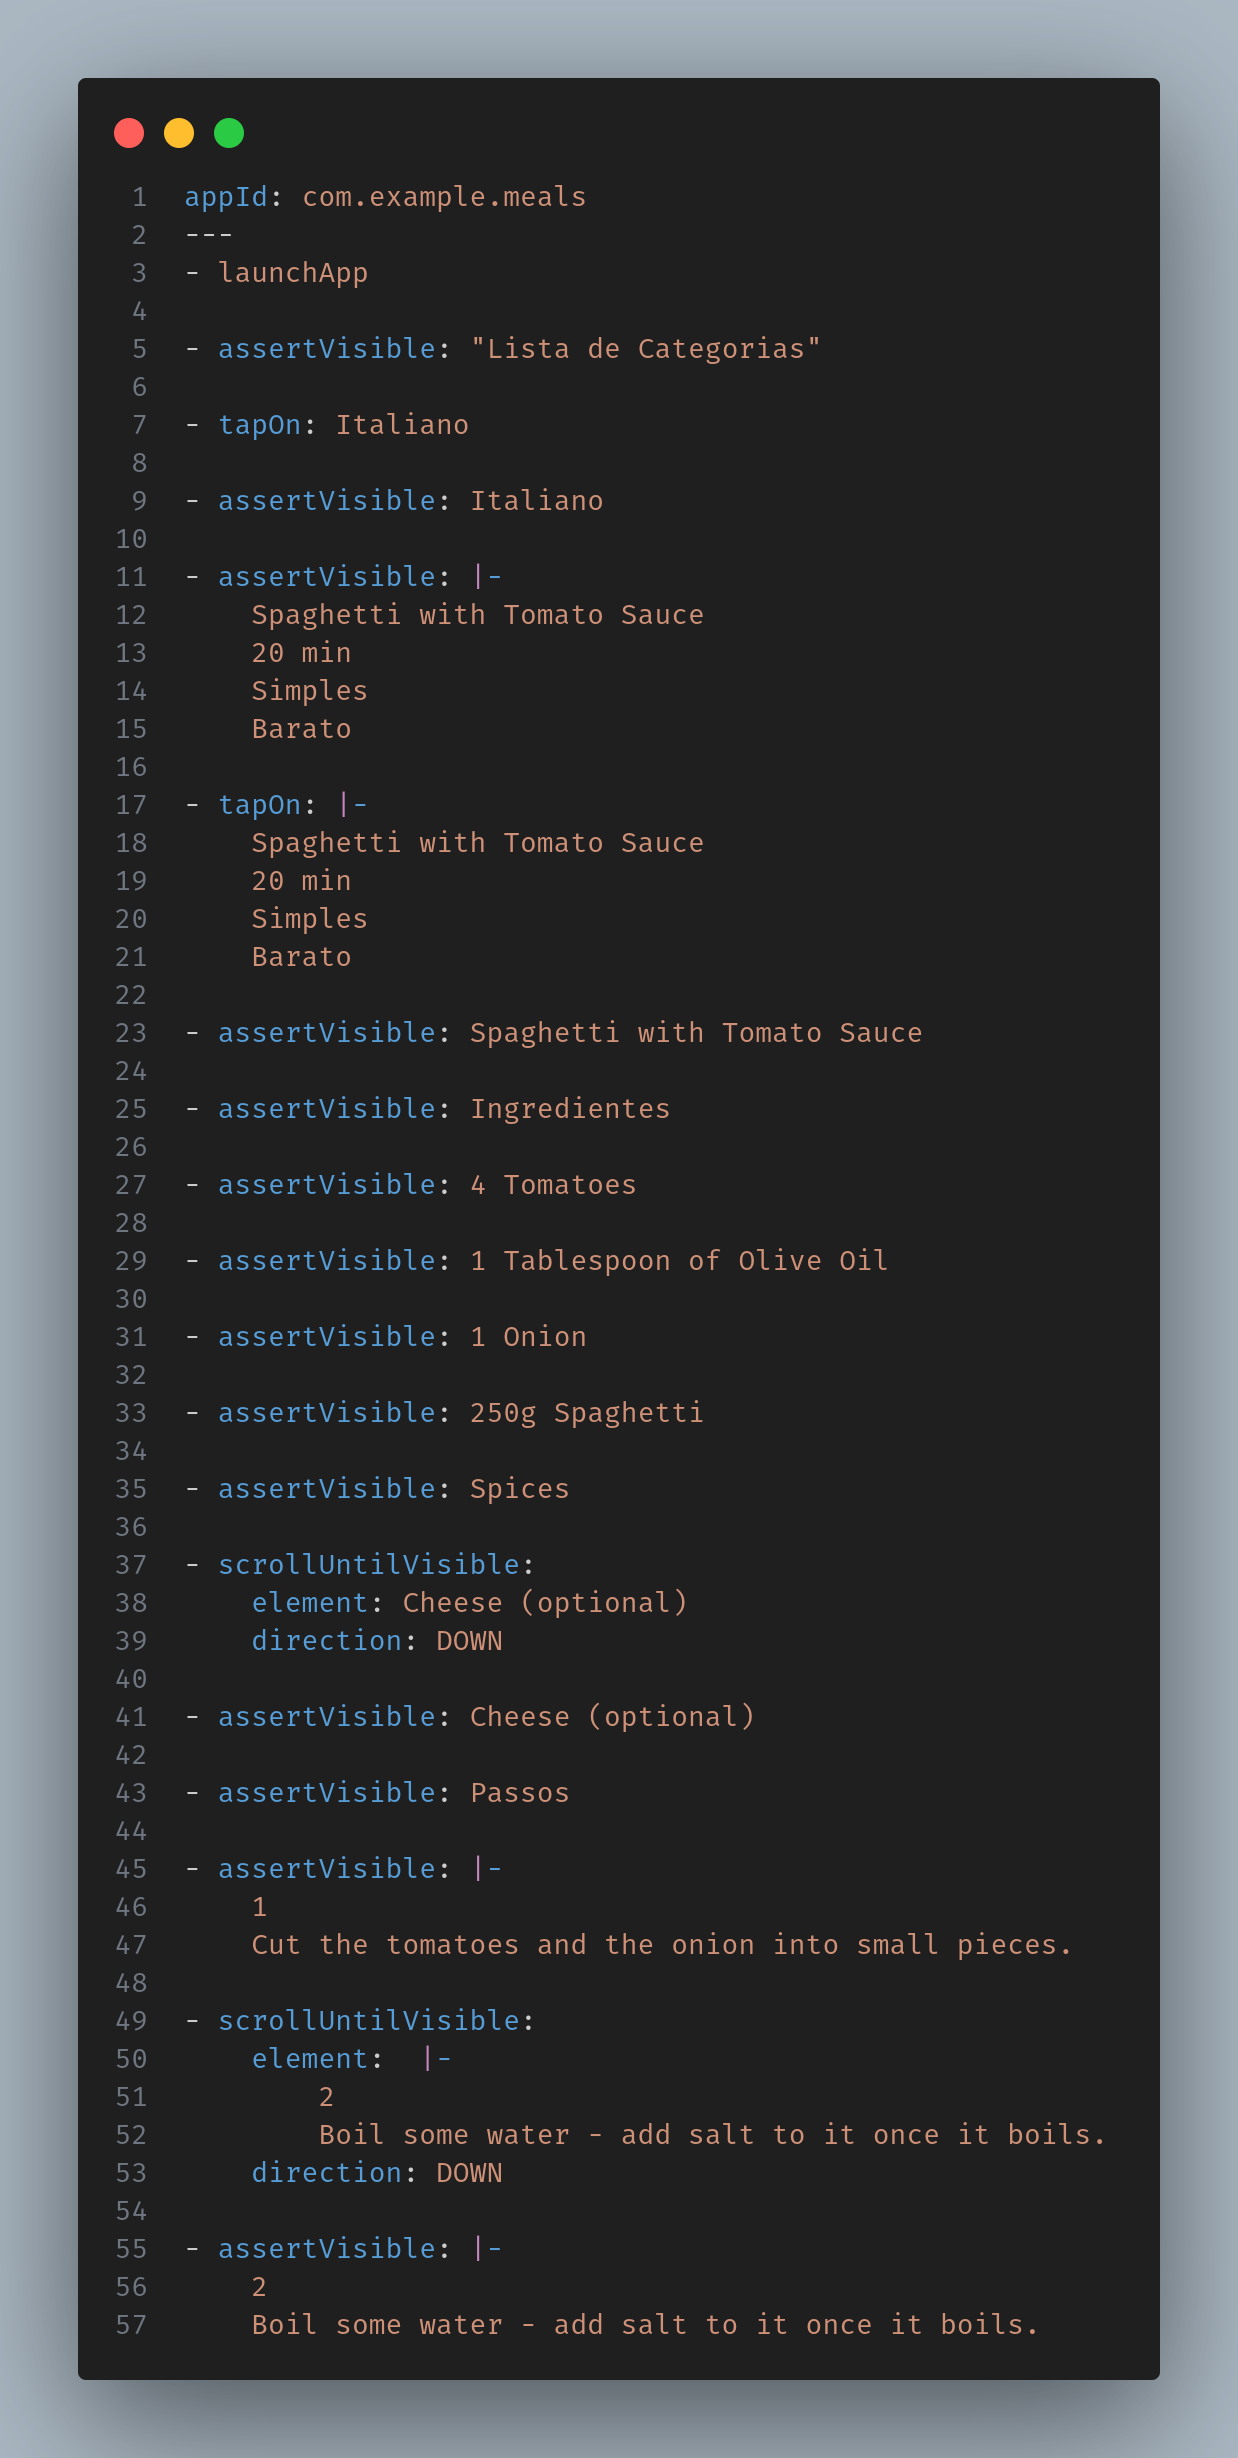 1 appId: com.example.meals
2 ---
3 - launchApp
4
5 - assertVisible: "Lista de Categorias"
6
7 - tapOn: Italiano
8
9 - assertVisible: Italiano
10
11 - assertVisible: |-
12     Spaghetti with Tomato Sauce
13     20 min
14     Simples
15     Barato
16
17 - tapOn: |-
18     Spaghetti with Tomato Sauce
19     20 min
20     Simples
21     Barato
22
23 - assertVisible: Spaghetti with Tomato Sauce
24
25 - assertVisible: Ingredientes
26
27 - assertVisible: 4 Tomatoes
28
29 - assertVisible: 1 Tablespoon of Olive Oil
30
31 - assertVisible: 1 Onion
32
33 - assertVisible: 250g Spaghetti
34
35 - assertVisible: Spices
36
37 - scrollUntilVisible:
38     element: Cheese (optional)
39     direction: DOWN
40
41 - assertVisible: Cheese (optional)
42
43 - assertVisible: Passos
44
45 - assertVisible: |-
46     1
47     Cut the tomatoes and the onion into small pieces.
48
49 - scrollUntilVisible:
50     element:  |-
51         2
52         Boil some water - add salt to it once it boils.
53     direction: DOWN
54
55 - assertVisible: |-
56     2
57     Boil some water - add salt to it once it boils.